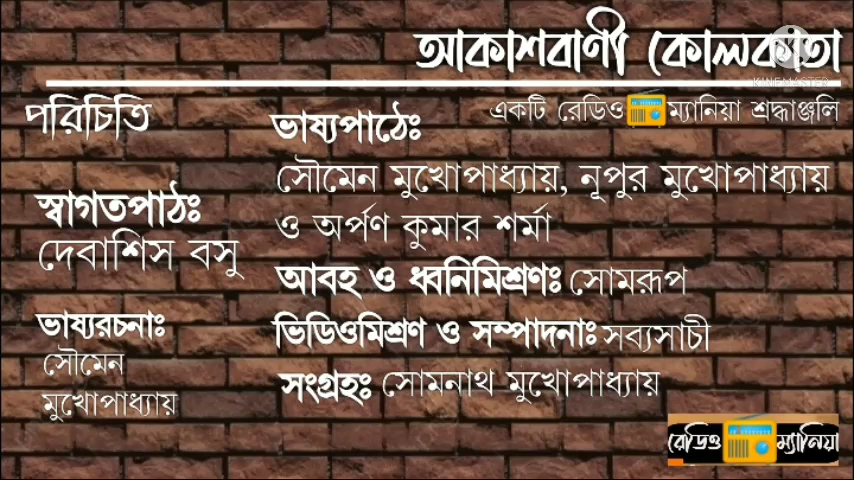 আকাশবাণী কোলকাতা
KINEMASTER
একটি রেডিও📻ম্যানিয়া শ্রদ্ধাঞ্জলি
পরিচিতি
স্বাগতপাঠঃ
দেবাশিস বসু
ভাষ্যরচনাঃ
সৌমেন
মুখোপাধ্যায়
ভাষ্যপাঠেঃ
সৌমেন মুখোপাধ্যায়, নূপুর মুখোপাধ্যায়
ও অর্পণ কুমার শর্মা
আবহ ও ধ্বনিমিশ্রণঃ সোমরূপ
ভিডিওমিশ্রণ ও সম্পাদনাঃ সব্যসাচী
সংগ্রহঃ সোমনাথ মুখোপাধ্যায়
রেডিও📻ম্যানিয়া